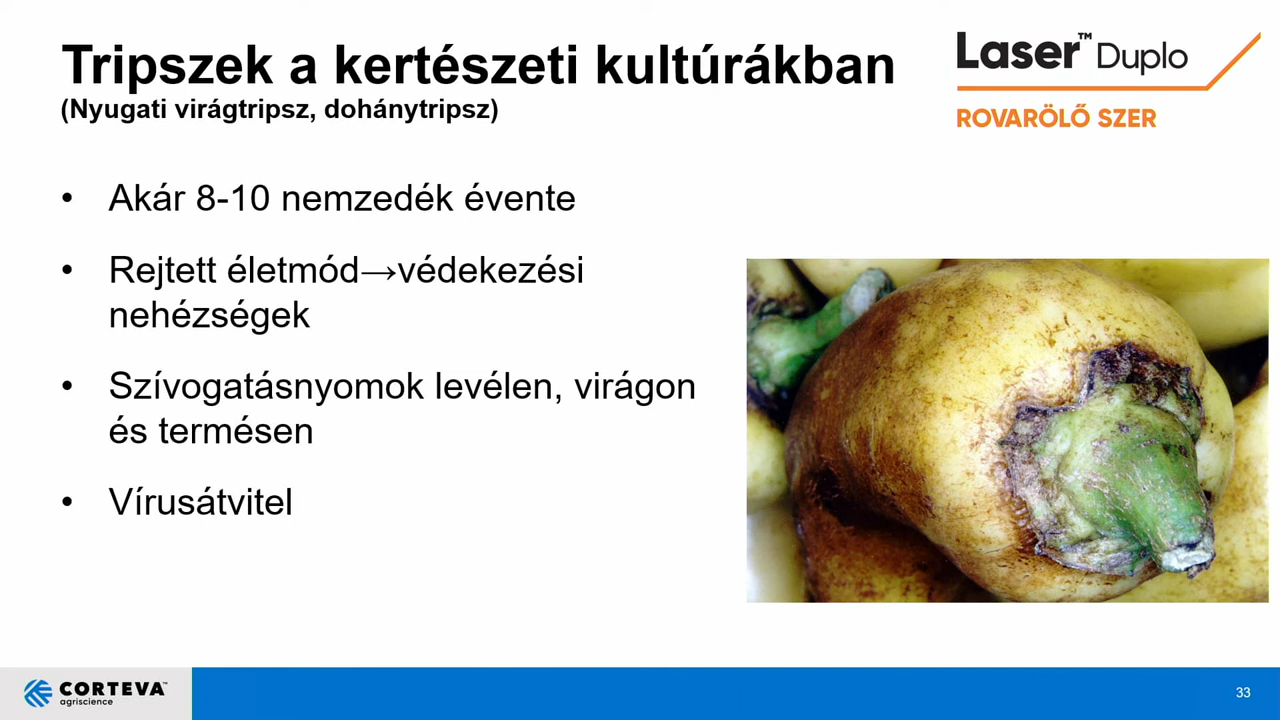 Tripszek a kertészeti kultúrákban
(Nyugati virágtripsz, dohánytripsz)
Laser™ Duplo
ROVARÖLŐ SZER
• Akár 8-10 nemzedék évente
• Rejtett életmód→védekezési
nehézségek
• Szívogatásnyomok levélen, virágon
és termésen
• Vírusátvitel
CORTEVA™
agriscience
33